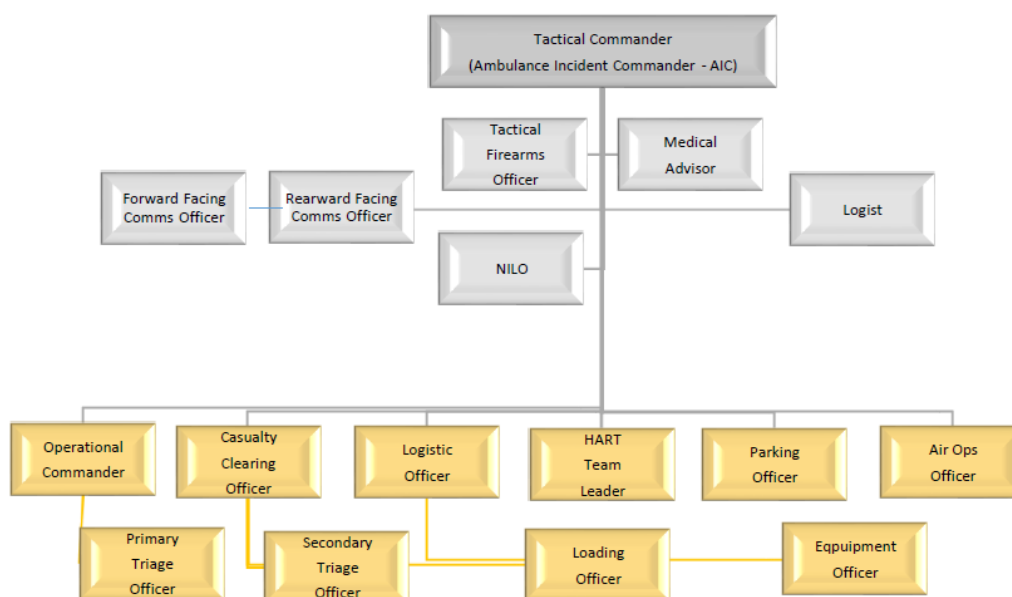 Tactical Commander
(Ambulance Incident Commander - AIC)
Tactical
Firearms
Officer
Medical
Advisor
Forward Facing
Comms Officer
Rearward Facing
Comms Officer
Logist
NILO
Operational
Commander
Casualty
Clearing
Officer
Logistic
Officer
HART
Team
Leader
Parking
Officer
Air Ops
Officer
Primary
Triage
Officer
Secondary
Triage
Officer
Loading
Officer
Eqpuipment
Officer